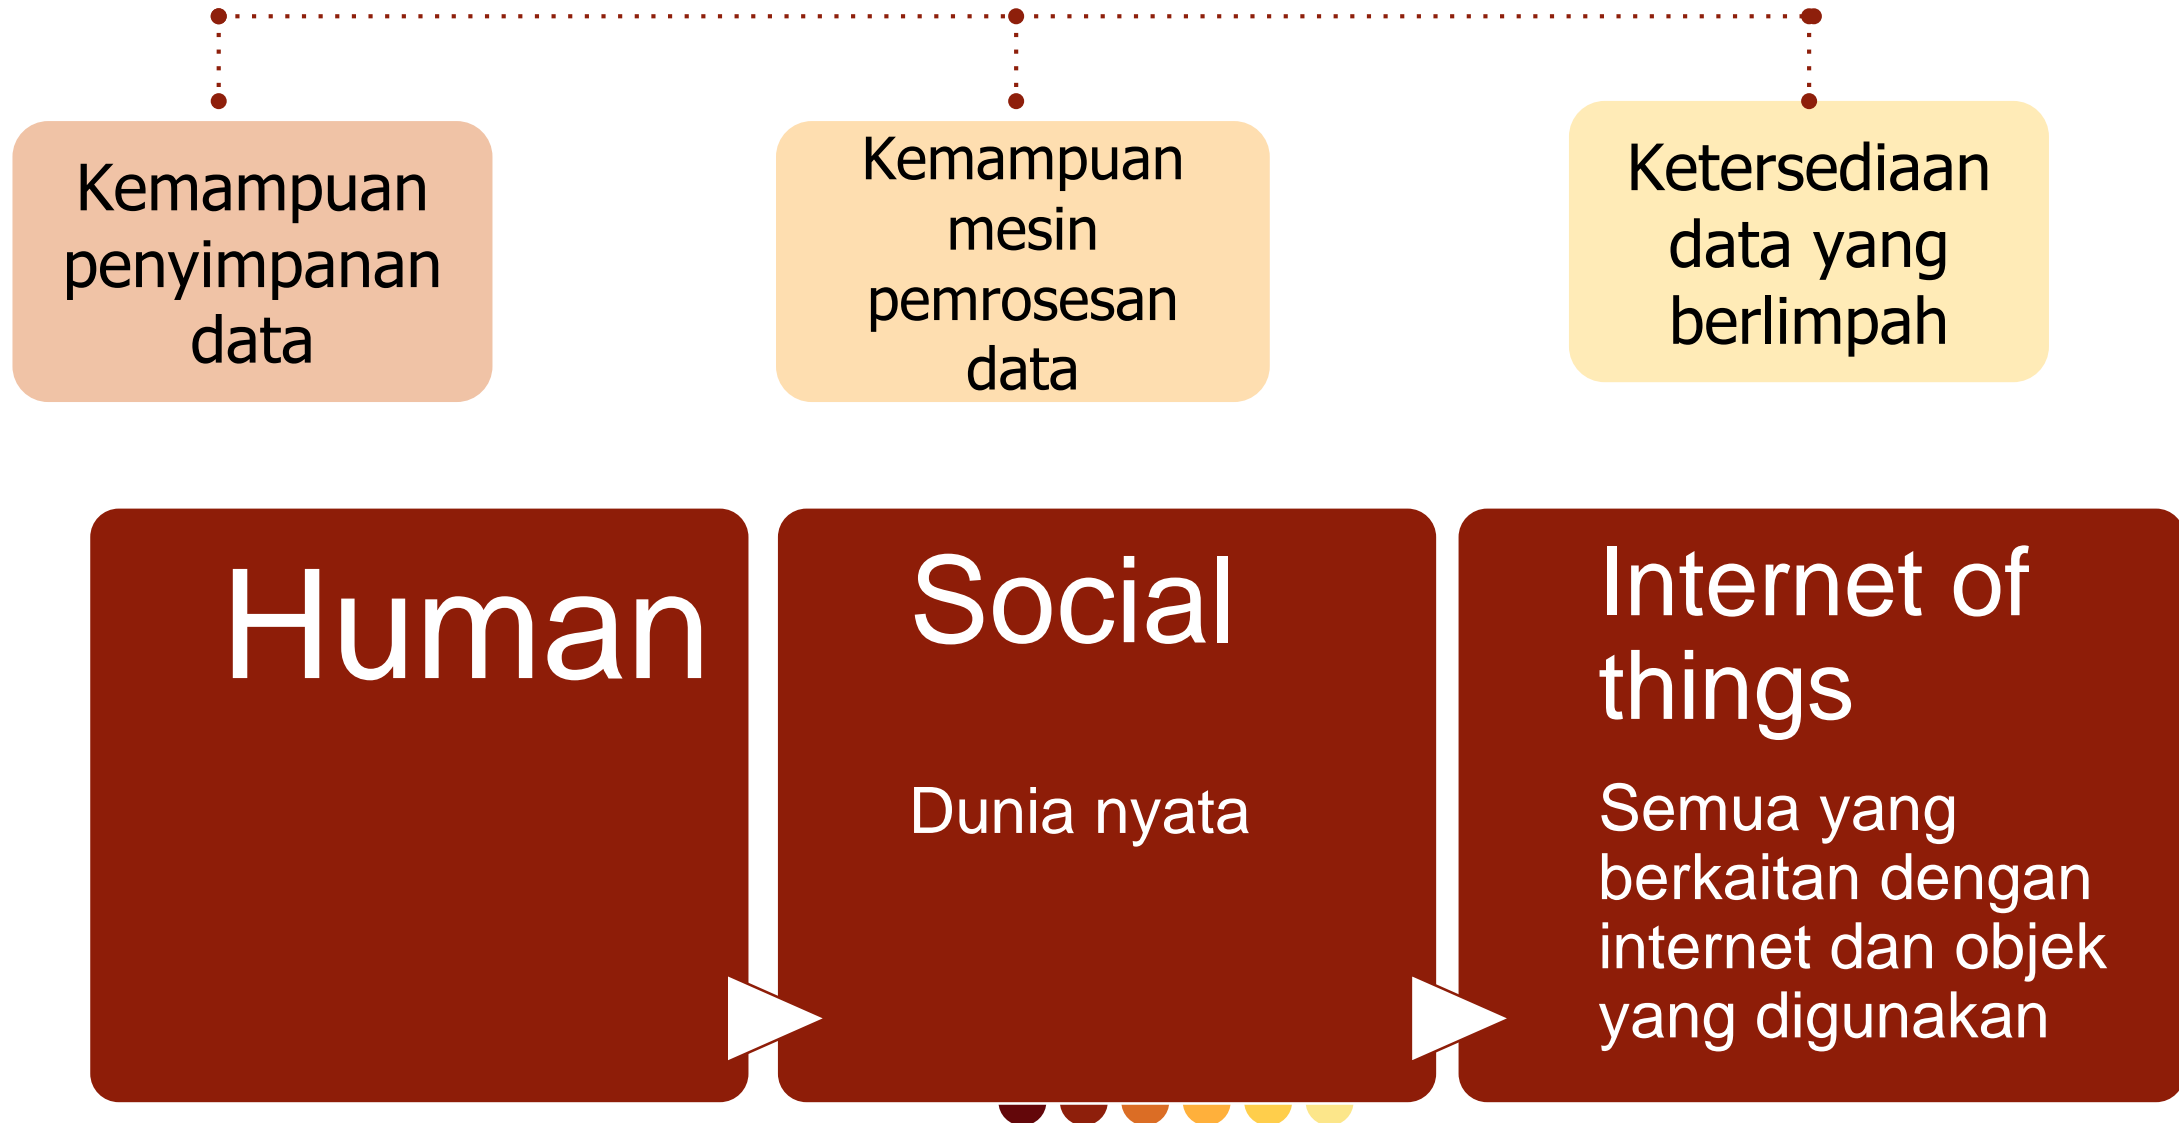 Kemampuan
penyimpanan
data
Kemampuan
mesin
pemrosesan
data
Ketersediaan
data yang
berlimpah
Human
Social
Dunia nyata
Internet of
things
Semua yang
berkaitan dengan
internet dan objek
yang digunakan